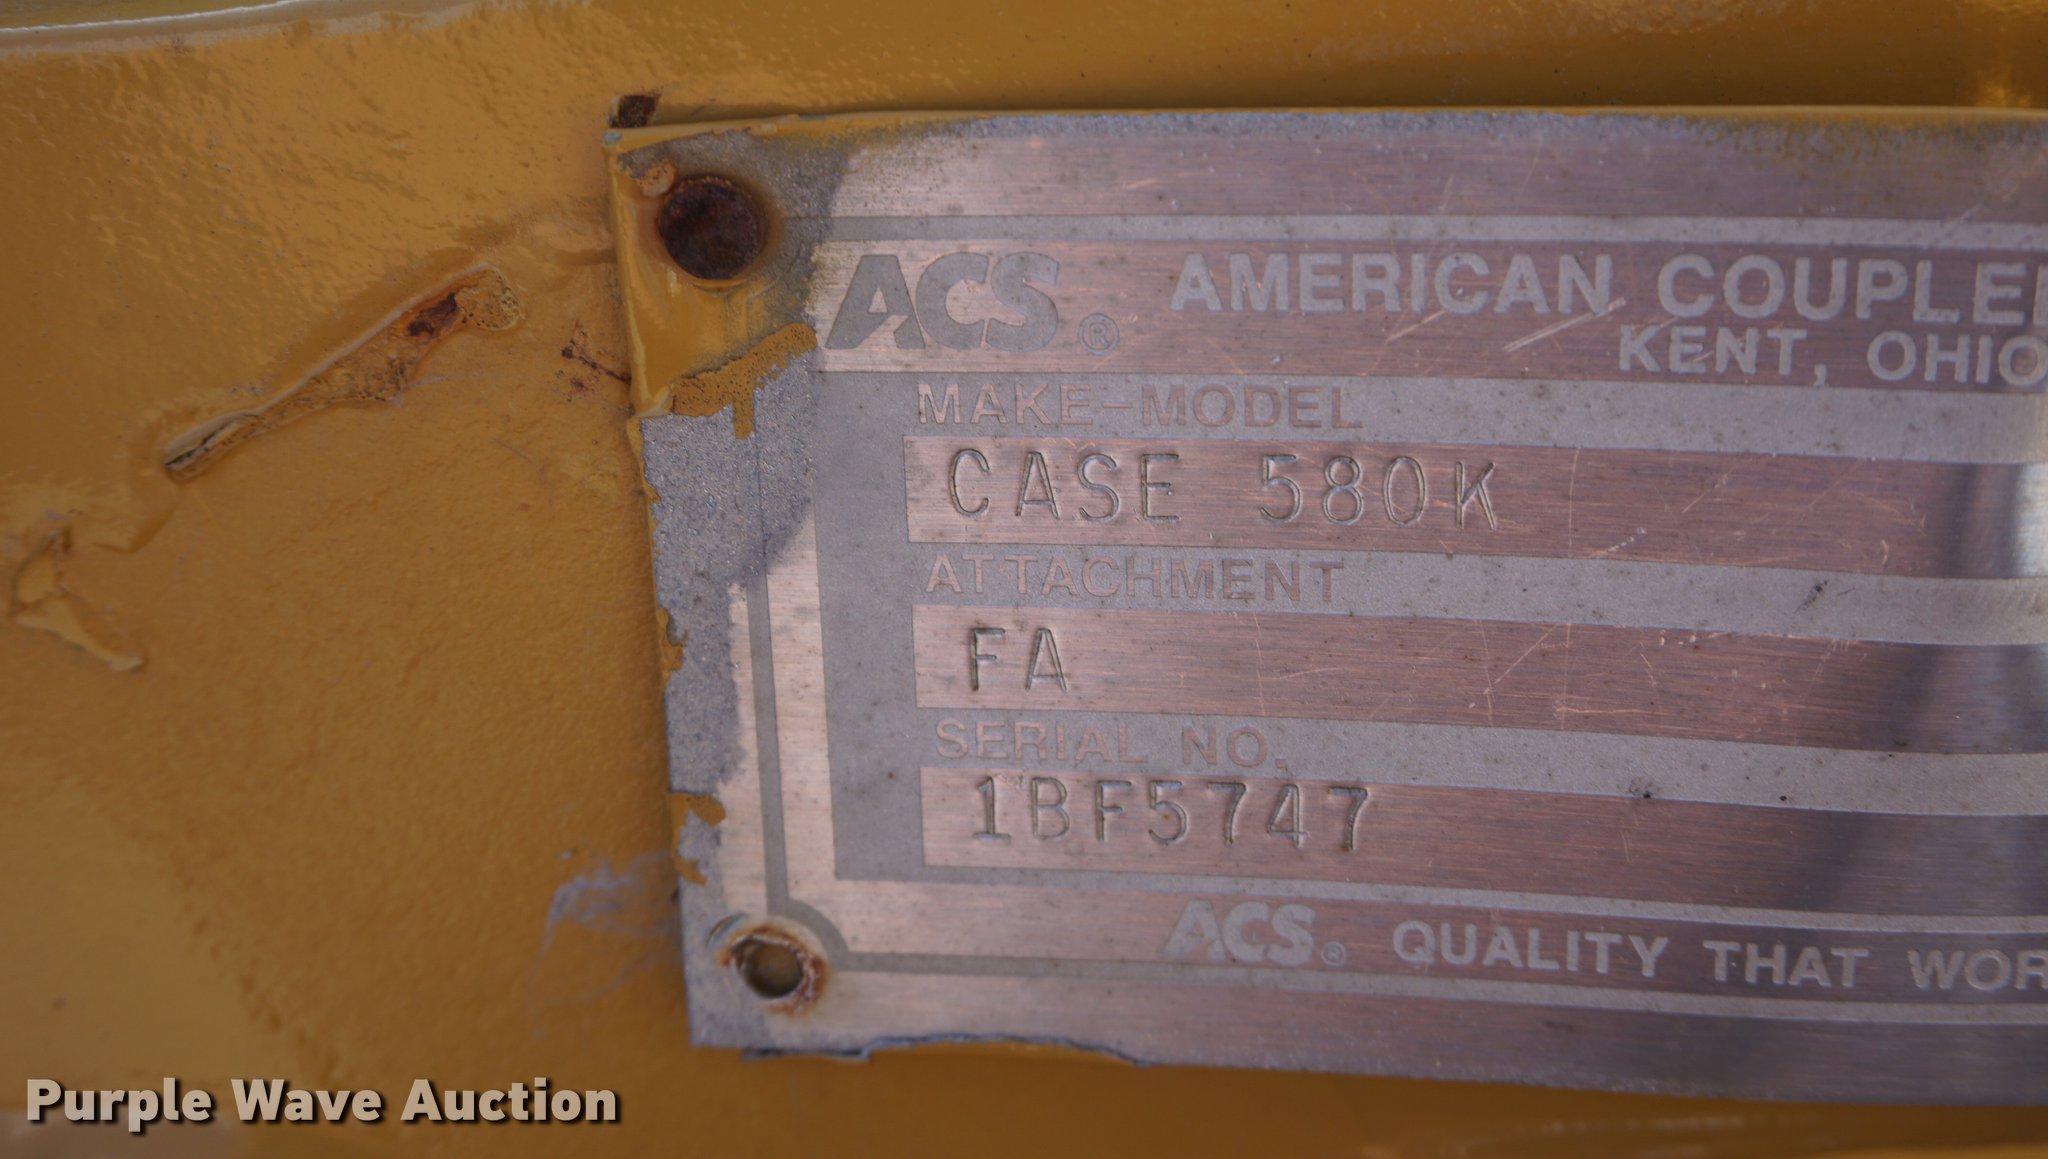 ACS® AMERICAN COUPLE
KENT, OHIO
MAKE-MODEL
CASE 580K
ATTACHMENT
FA
SERIAL NO.
1BF5747
ACS® QUALITY THAT WOR
Purple Wave Auction